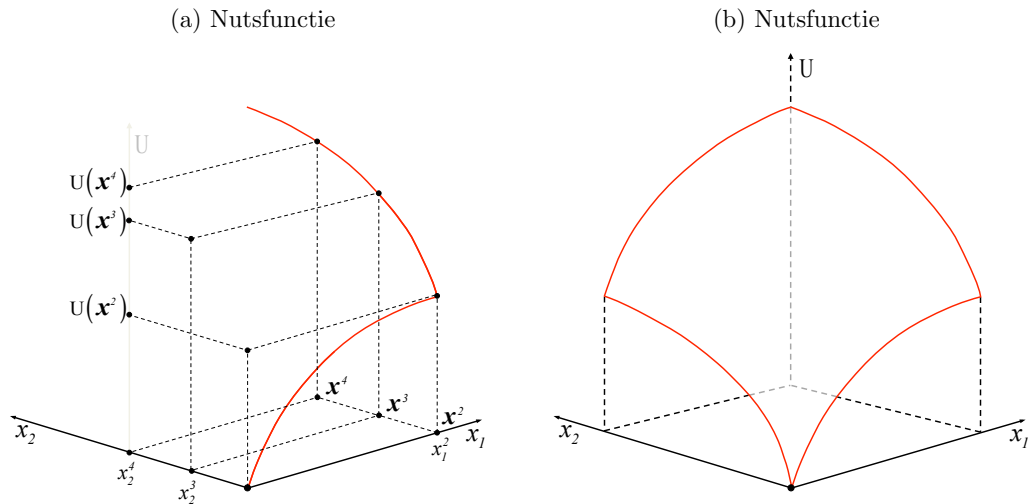 (a) Nutsfunctie
U
U(x⁴)
U(x³)
U(x²)
x⁴
x³
x²
x₂
x₂⁴
x₂³
x₁²
x₁
(b) Nutsfunctie
U
x₂
x₁